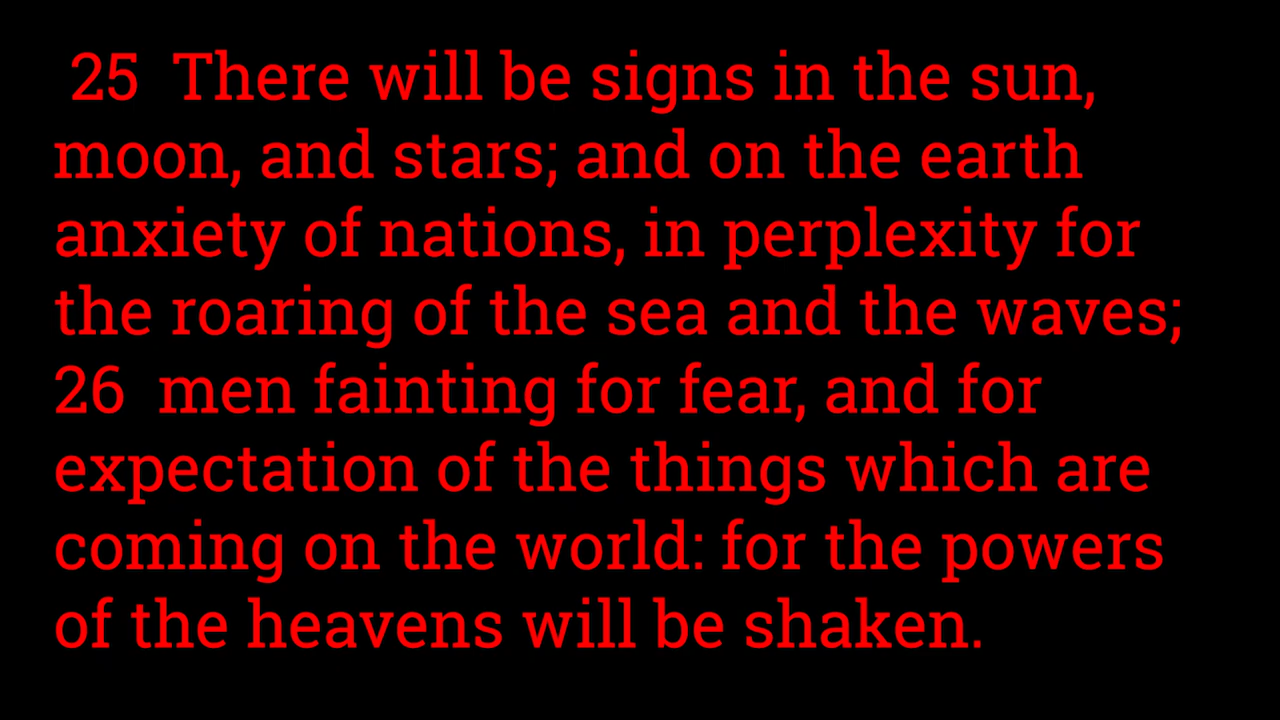 25 There will be signs in the sun,
moon, and stars; and on the earth
anxiety of nations, in perplexity for
the roaring of the sea and the waves;
26 men fainting for fear, and for
expectation of the things which are
coming on the world: for the powers
of the heavens will be shaken.